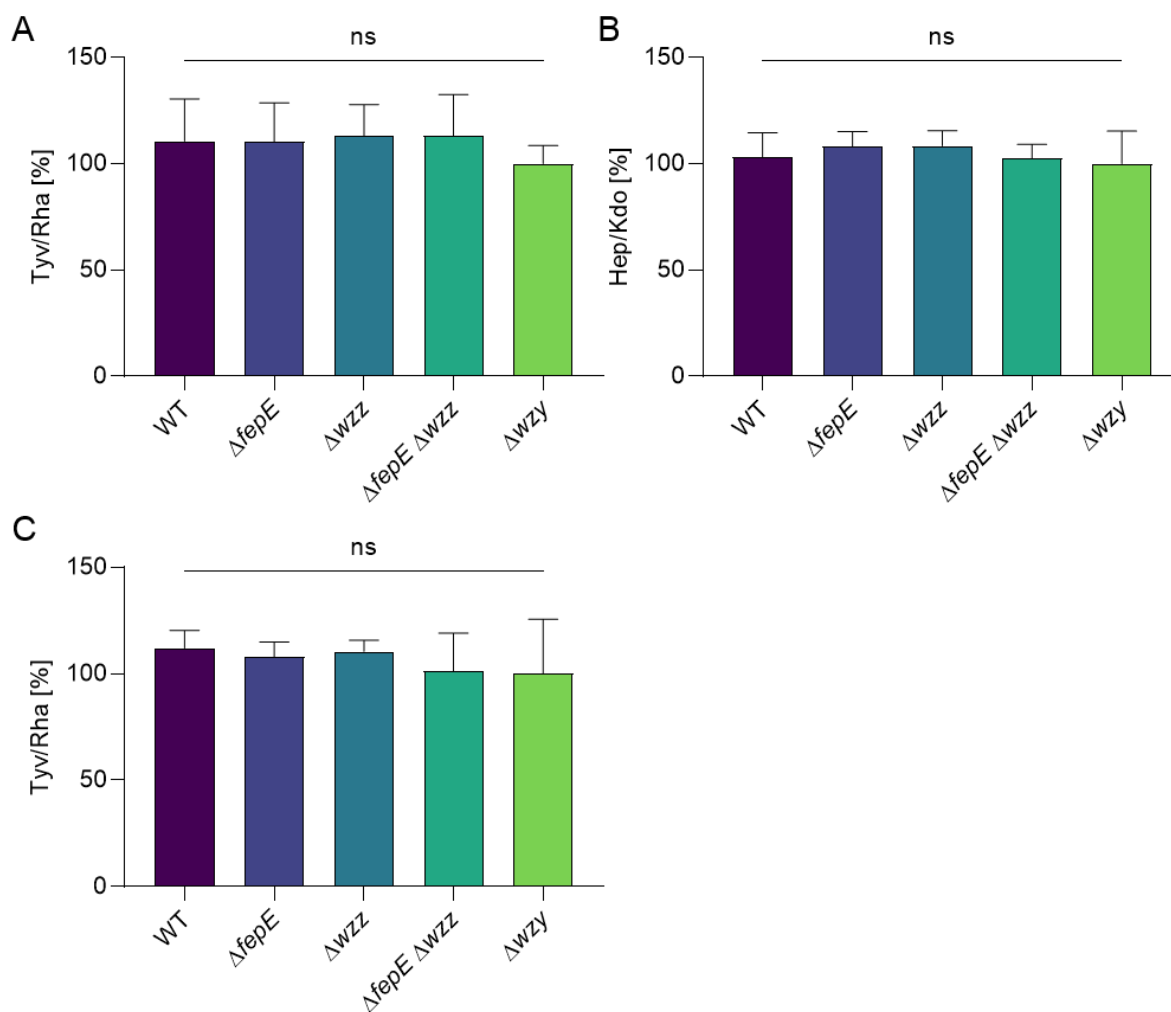 A
ns
150
100
50
0
Tyv/Rha [%]
WT
ΔfepE
Δwzz
ΔfepE Δwzz
Δwzy
B
ns
150
100
50
0
Hep/Kdo [%]
WT
ΔfepE
Δwzz
ΔfepE Δwzz
Δwzy
C
ns
150
100
50
0
Tyv/Rha [%]
WT
ΔfepE
Δwzz
ΔfepE Δwzz
Δwzy